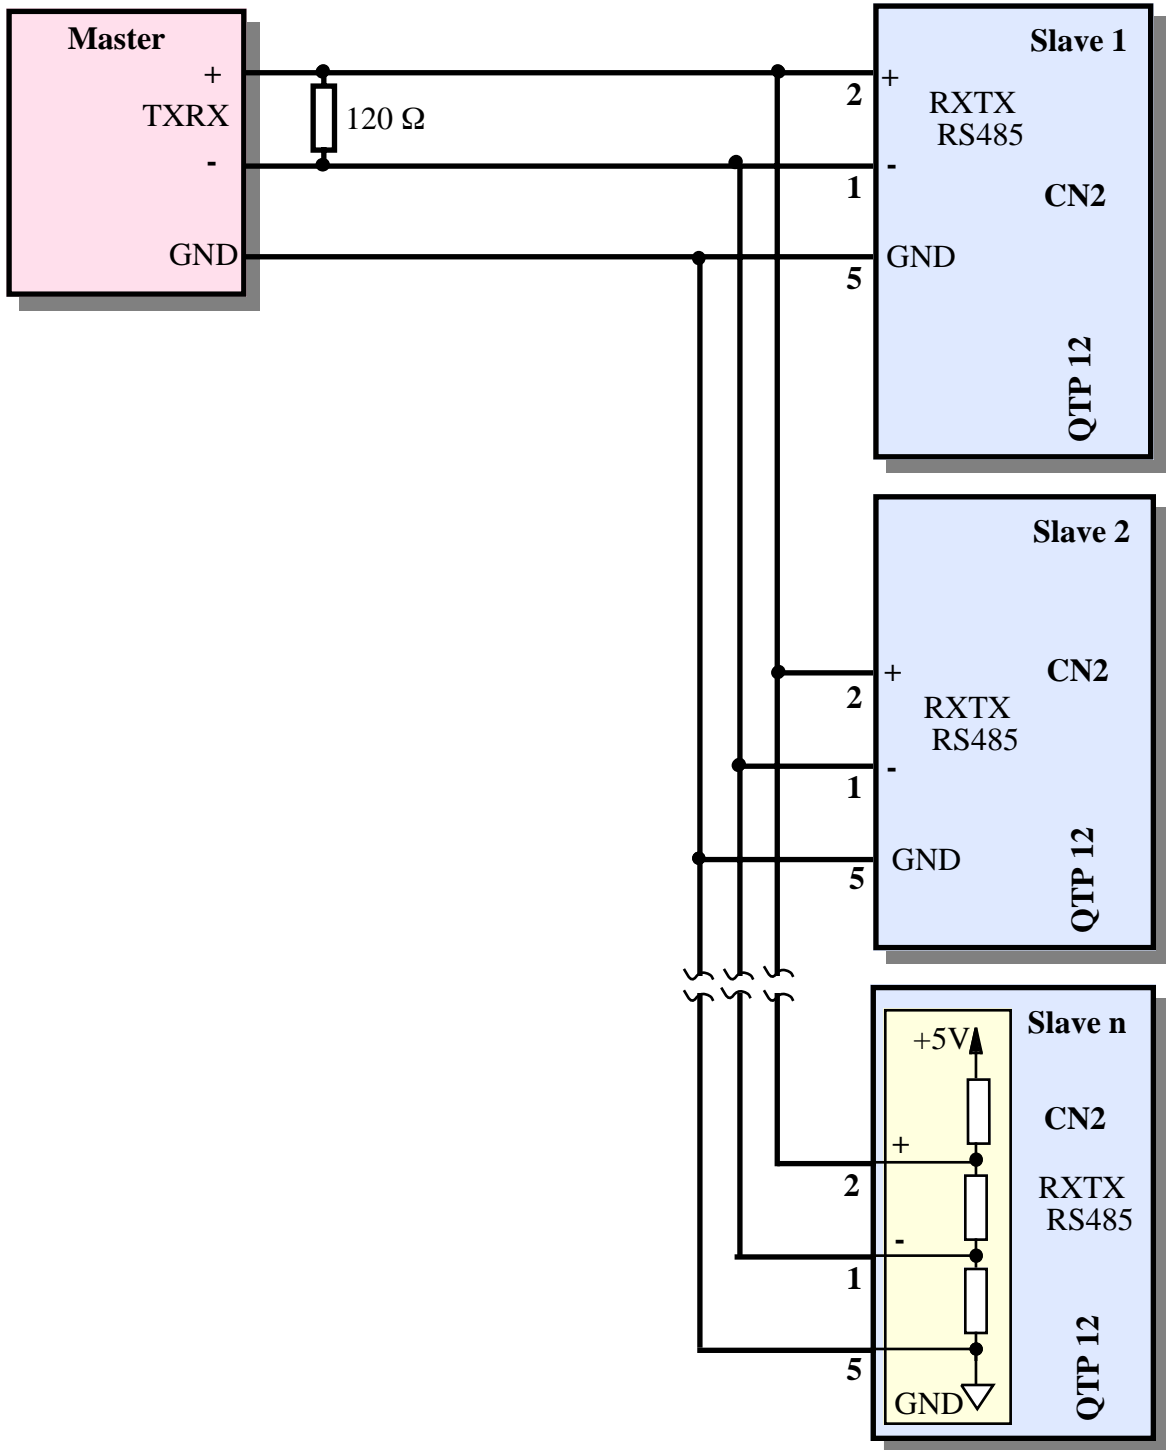 Master
+
TXRX
-
GND
120 Ω
Slave 1
2
+
RXTX
RS485
1
-
CN2
5
GND
QTP 12
Slave 2
2
+
CN2
RXTX
RS485
1
-
5
GND
QTP 12
Slave n
+5V
CN2
+
2
RXTX
RS485
-
1
5
GND
QTP 12